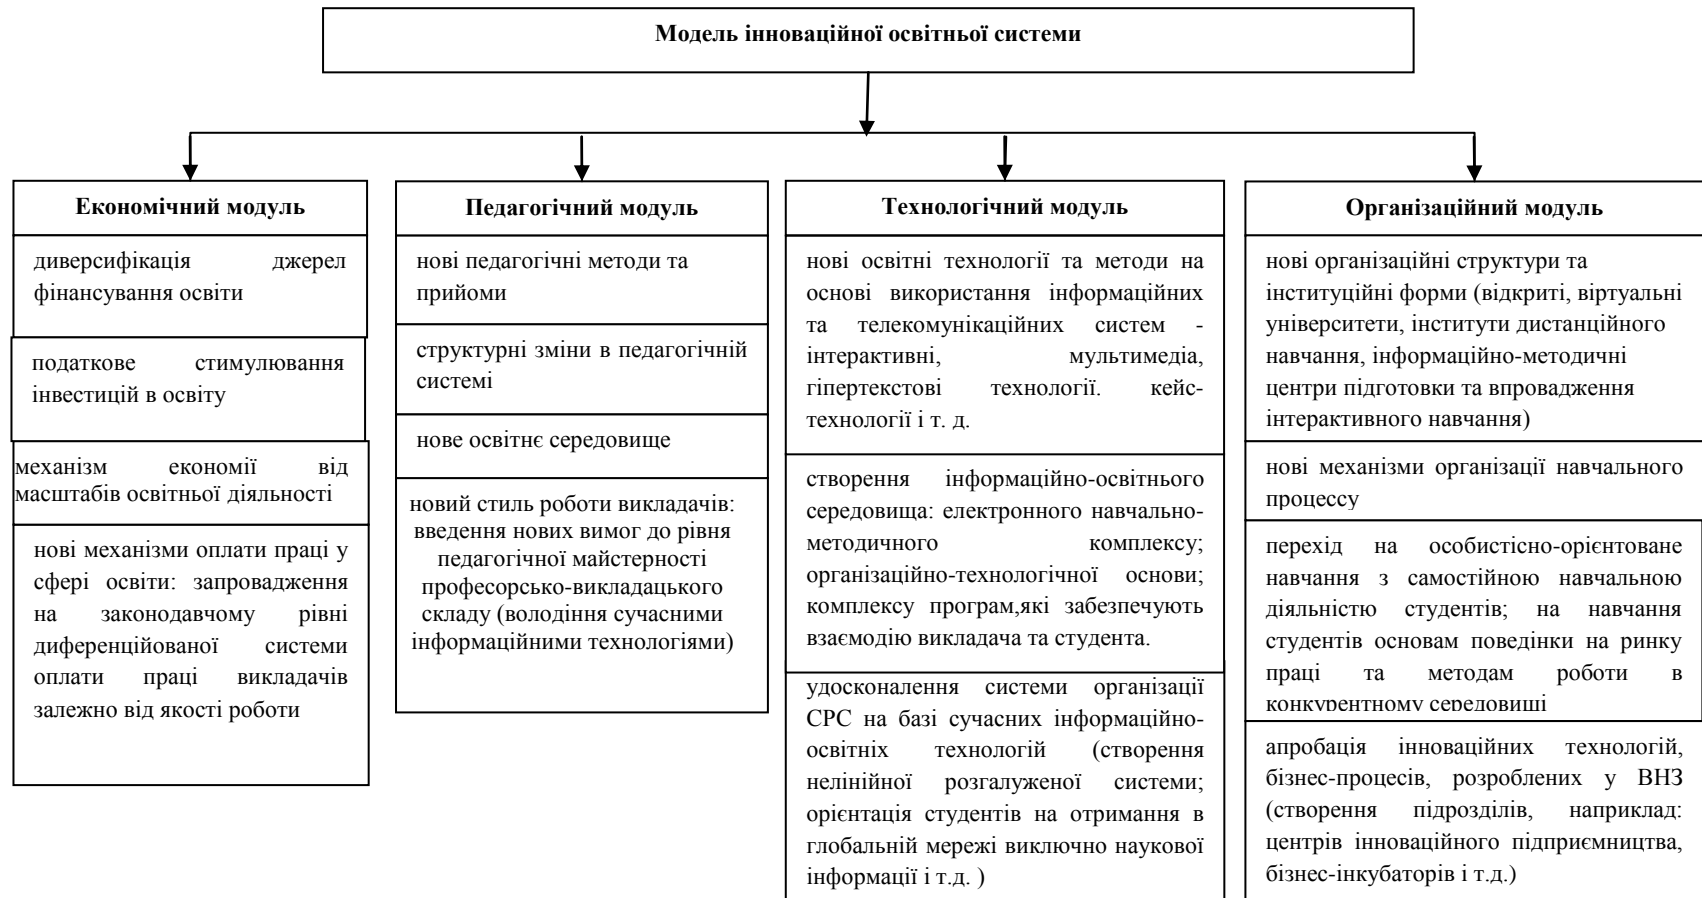 Модель інноваційної освітньої системи
Економічний модуль
диверсифікація джерел
фінансування освіти
податкове стимулювання
інвестицій в освіту
механізм економії від
масштабів освітньої діяльності
нові механізми оплати праці у
сфері освіти: запровадження
на законодавчому рівні
диференційованої системи
оплати праці викладачів
залежно від якості роботи
Педагогічний модуль
нові педагогічні методи та
прийоми
структурні зміни в педагогічній
системі
нове освітнє середовище
новий стиль роботи викладачів:
введення нових вимог до рівня
педагогічної майстерності
професорсько-викладацького
складу (володіння сучасними
інформаційними технологіями)
Технологічний модуль
нові освітні технології та методи на
основі використання інформаційних
та телекомунікаційних систем -
інтерактивні, мультимедіа,
гіпертекстові технології. кейс-
технології і т. д.
створення інформаційно-освітнього
середовища: електронного навчально-
методичного комплексу;
організаційно-технологічної основи;
комплексу програм,які забезпечують
взаємодію викладача та студента.
удосконалення системи організації
СРС на базі сучасних інформаційно-
освітніх технологій (створення
нелінійної розгалуженої системи;
орієнтація студентів на отримання в
глобальній мережі виключно наукової
інформації і т.д. )
Організаційний модуль
нові організаційні структури та
інституційні форми (відкриті, віртуальні
університети, інститути дистанційного
навчання, інформаційно-методичні
центри підготовки та впровадження
інтерактивного навчання)
нові механізми організації навчального
процессу
перехід на особистісно-орієнтоване
навчання з самостійною навчальною
діяльністю студентів; на навчання
студентів основам поведінки на ринку
праці та методам роботи в
конкурентному середовищі
апробація інноваційних технологій,
бізнес-процесів, розроблених у ВНЗ
(створення підрозділів, наприклад:
центрів інноваційного підприємництва,
бізнес-інкубаторів і т.д.)